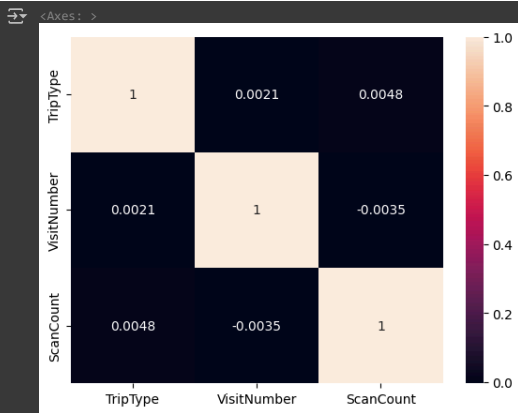 <Axes: >
1.0
TripType
1 0.0021 0.0048
0.8
0.6
VisitNumber
0.0021 1 -0.0035
0.4
0.2
ScanCount
0.0048 -0.0035 1
0.0
TripType VisitNumber ScanCount